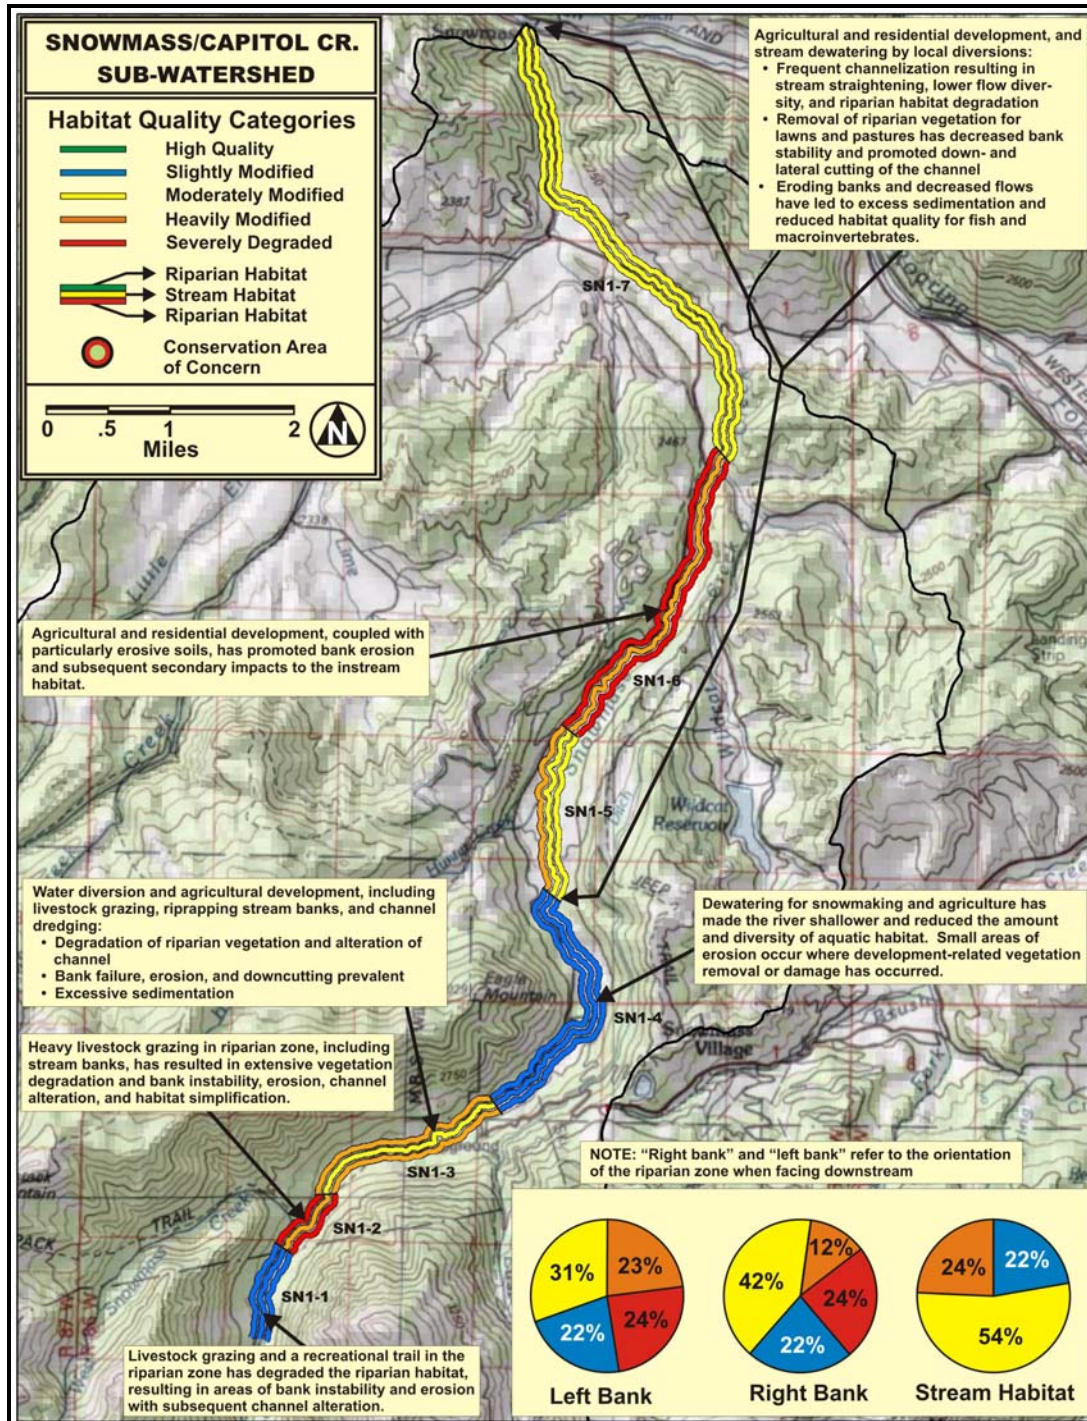 SNOWMASS/CAPITOL CR.
SUB-WATERSHED
Habitat Quality Categories
High Quality
Slightly Modified
Moderately Modified
Heavily Modified
Severely Degraded
Riparian Habitat
Stream Habitat
Riparian Habitat
Conservation Area
of Concern
0 .5 1 2
Miles
N
Agricultural and residential development, and
stream dewatering by local diversions:
• Frequent channelization resulting in
stream straightening, lower flow diver-
sity, and riparian habitat degradation
• Removal of riparian vegetation for
lawns and pastures has decreased bank
stability and promoted down- and
lateral cutting of the channel
• Eroding banks and decreased flows
have led to excess sedimentation and
reduced habitat quality for fish and
macroinvertebrates.
SN1-7
Agricultural and residential development, coupled with
particularly erosive soils, has promoted bank erosion
and subsequent secondary impacts to the instream
habitat.
SN1-6
SN1-5
Wildcat
Reservoir
JEEP
TRAIL
Water diversion and agricultural development, including
livestock grazing, riprapping stream banks, and channel
dredging:
• Degradation of riparian vegetation and alteration of
channel
• Bank failure, erosion, and downcutting prevalent
• Excessive sedimentation
Dewatering for snowmaking and agriculture has
made the river shallower and reduced the amount
and diversity of aquatic habitat. Small areas of
erosion occur where development-related vegetation
removal or damage has occurred.
Eagle
Mountain
SN1-4
Village
Brush
Heavy livestock grazing in riparian zone, including
stream banks, has resulted in extensive vegetation
degradation and bank instability, erosion, channel
alteration, and habitat simplification.
SN1-3
NOTE: “Right bank” and “left bank” refer to the orientation
of the riparian zone when facing downstream
SN1-2
PACK TRAIL
Creek
SN1-1
Livestock grazing and a recreational trail in the
riparian zone has degraded the riparian habitat,
resulting in areas of bank instability and erosion
with subsequent channel alteration.
31% 23% 22% 24%
Left Bank
42% 12% 24% 22%
Right Bank
24% 22% 54%
Stream Habitat